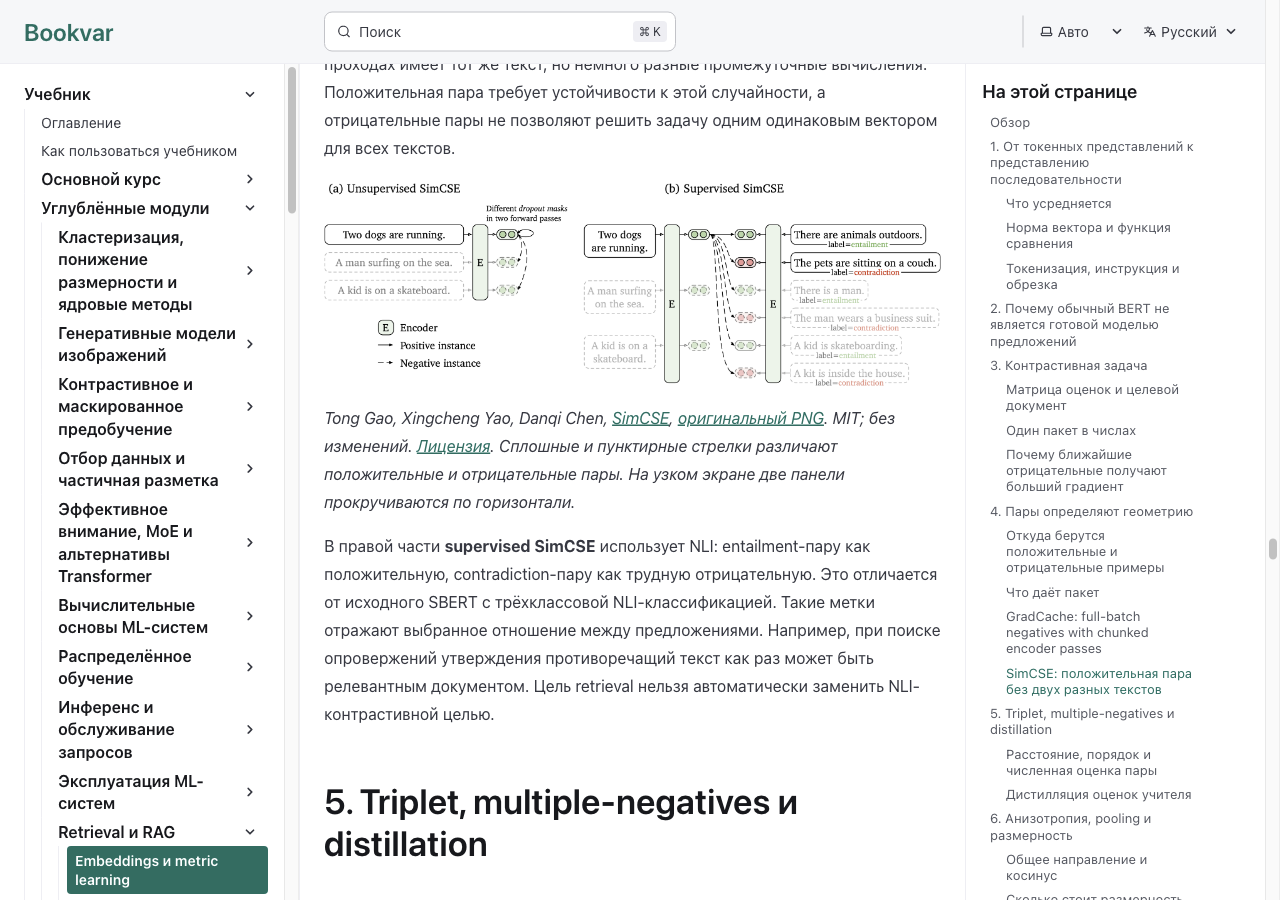 Bookvar
Поиск
⌘ K
Авто
Русский
Учебник
Оглавление
Как пользоваться учебником
Основной курс
Углублённые модули
Кластеризация,
понижение
размерности и
ядровые методы
Генеративные модели
изображений
Контрастивное и
маскированное
предобучение
Отбор данных и
частичная разметка
Эффективное
внимание, MoE и
альтернативы
Transformer
Вычислительные
основы ML-систем
Распределённое
обучение
Инференс и
обслуживание
запросов
Эксплуатация ML-
систем
Retrieval и RAG
Embeddings и metric
learning
проходах имеет тот же текст, но немного разные промежуточные вычисления.
Положительная пара требует устойчивости к этой случайности, а
отрицательные пары не позволяют решить задачу одним одинаковым вектором
для всех текстов.
(a) Unsupervised SimCSE
Different dropout masks
in two forward passes
Two dogs are running.
A man surfing on the sea.
A kid is on a skateboard.
E
E Encoder
Positive instance
Negative instance
(b) Supervised SimCSE
Two dogs
are running.
A man surfing
on the sea.
A kid is on a
skateboard.
E
E
There are animals outdoors.
label=entailment
The pets are sitting on a couch.
label=contradiction
There is a man.
label=entailment
The man wears a business suit.
label=contradiction
A kid is skateboarding.
label=entailment
A kit is inside the house.
label=contradiction
Tong Gao, Xingcheng Yao, Danqi Chen, SimCSE, оригинальный PNG. MIT; без
изменений. Лицензия. Сплошные и пунктирные стрелки различают
положительные и отрицательные пары. На узком экране две панели
прокручиваются по горизонтали.
В правой части supervised SimCSE использует NLI: entailment-пару как
положительную, contradiction-пару как трудную отрицательную. Это отличается
от исходного SBERT с трёхклассовой NLI-классификацией. Такие метки
отражают выбранное отношение между предложениями. Например, при поиске
опровержений утверждения противоречащий текст как раз может быть
релевантным документом. Цель retrieval нельзя автоматически заменить NLI-
контрастивной целью.
5. Triplet, multiple-negatives и
distillation
На этой странице
Обзор
1. От токенных представлений к
представлению
последовательности
Что усредняется
Норма вектора и функция
сравнения
Токенизация, инструкция и
обрезка
2. Почему обычный BERT не
является готовой моделью
предложений
3. Контрастивная задача
Матрица оценок и целевой
документ
Один пакет в числах
Почему ближайшие
отрицательные получают
больший градиент
4. Пары определяют геометрию
Откуда берутся
положительные и
отрицательные примеры
Что даёт пакет
GradCache: full-batch
negatives with chunked
encoder passes
SimCSE: положительная пара
без двух разных текстов
5. Triplet, multiple-negatives и
distillation
Расстояние, порядок и
численная оценка пары
Дистилляция оценок учителя
6. Анизотропия, pooling и
размерность
Общее направление и
косинус
Сколько стоит размерность